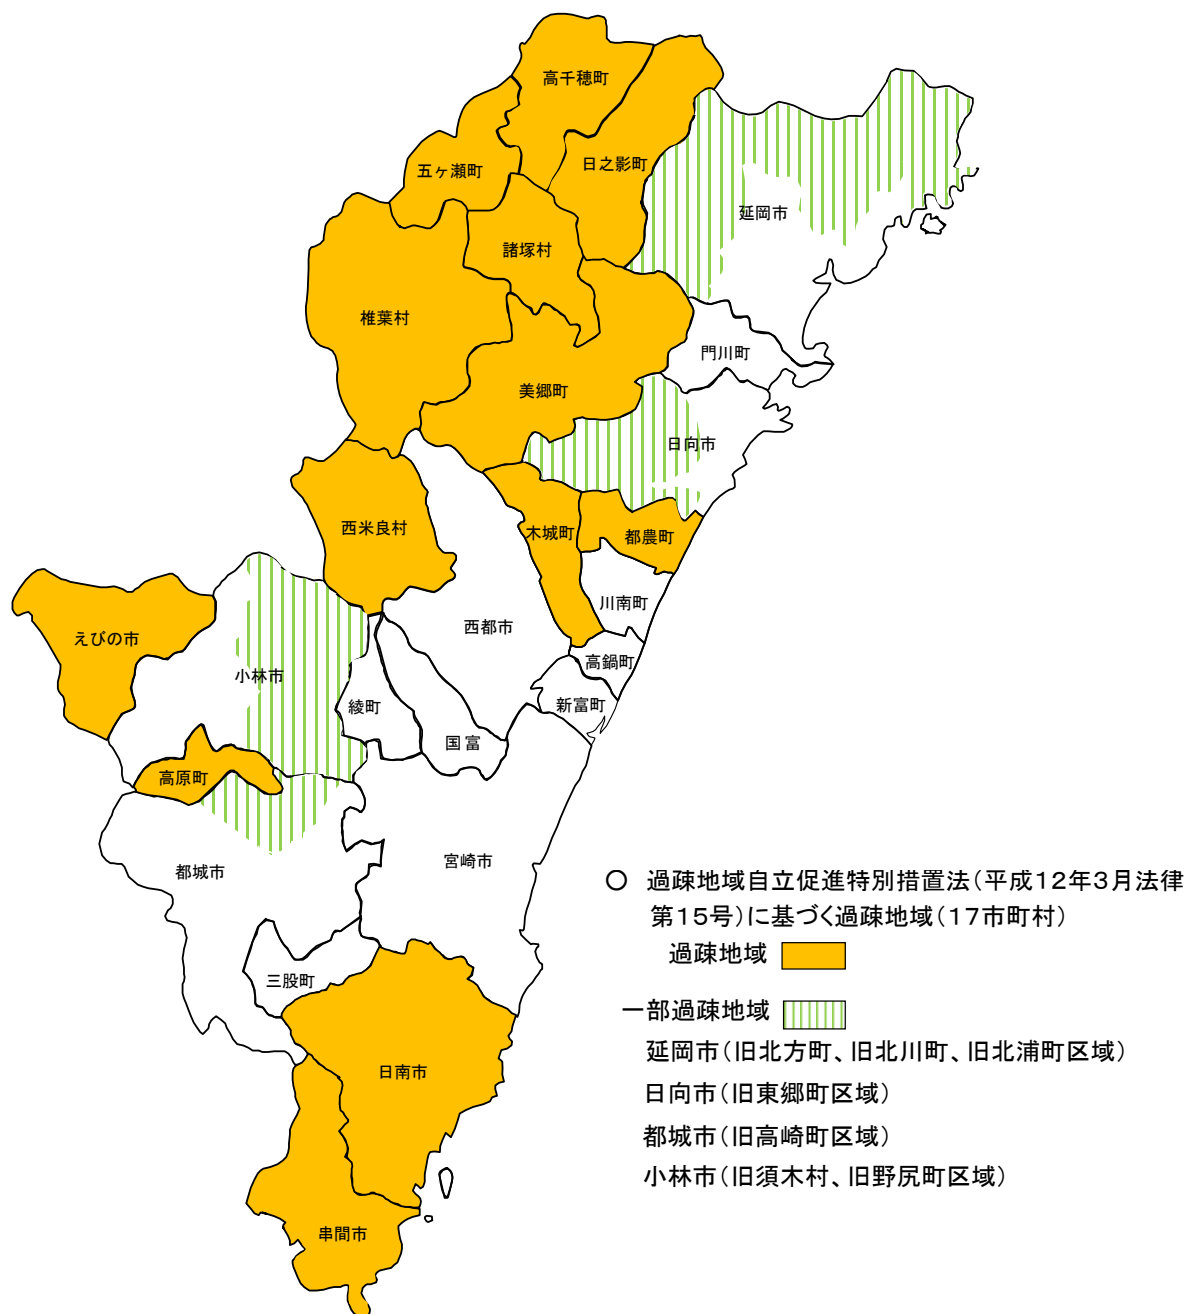 高千穂町
日之影町
五ヶ瀬町
延岡市
諸塚村
椎葉村
門川町
美郷町
日向市
西米良村
木城町
都農町
川南町
西都市
えびの市
高鍋町
小林市
綾町
新富町
国富
高原町
宮崎市
都城市
○ 過疎地域自立促進特別措置法(平成12年3月法律
第15号)に基づく過疎地域(17市町村)
過疎地域
三股町
一部過疎地域
延岡市(旧北方町、旧北川町、旧北浦町区域)
日南市
日向市(旧東郷町区域)
都城市(旧高崎町区域)
小林市(旧須木村、旧野尻町区域)
串間市